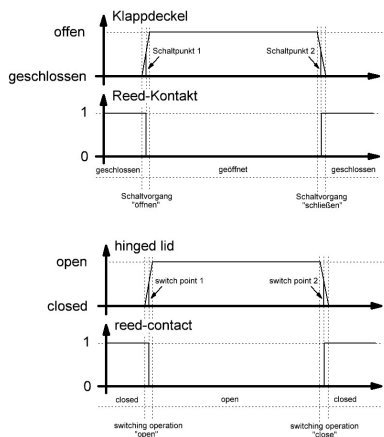 Klappdeckel
offen
Schaltpunkt 1
Schaltpunkt 2
geschlossen
Reed-Kontakt
1
0
geschlossen
geöffnet
geschlossen
Schaltvorgang
"öffnen"
Schaltvorgang
"schließen"
hinged lid
open
switch point 1
switch point 2
closed
reed-contact
1
0
closed
open
closed
switching operation
"open"
switching operation
"close"